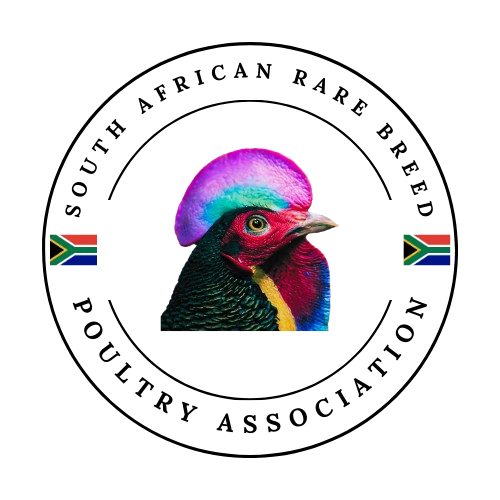 SOUTH AFRICAN RARE BREED
POULTRY ASSOCIATION